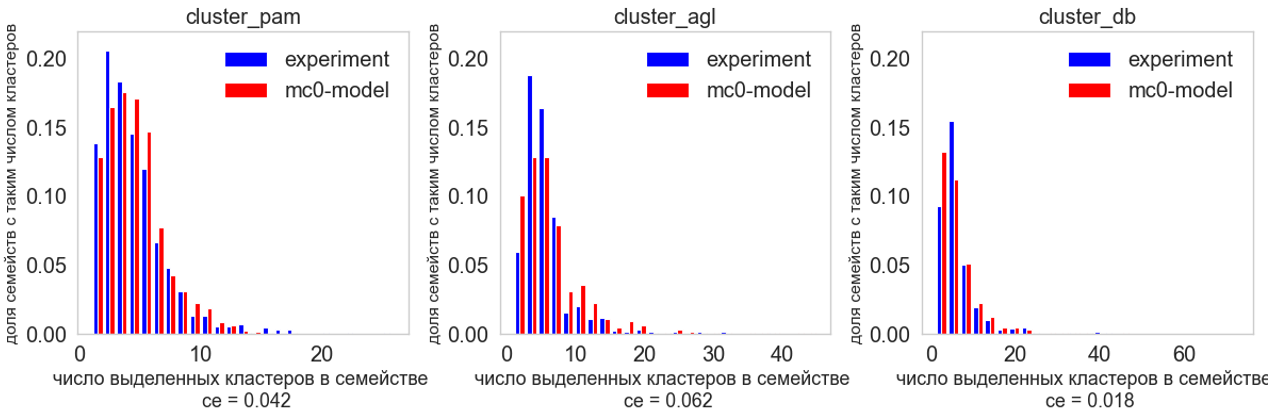 cluster_pam
доля семейств с таким числом кластеров
0.20
0.15
0.10
0.05
0.00
experiment
mc0-model
0
10
20
число выделенных кластеров в семействе
ce = 0.042
cluster_agl
доля семейств с таким числом кластеров
0.20
0.15
0.10
0.05
0.00
experiment
mc0-model
0
10
20
30
40
число выделенных кластеров в семействе
ce = 0.062
cluster_db
доля семейств с таким числом кластеров
0.20
0.15
0.10
0.05
0.00
experiment
mc0-model
0
20
40
60
число выделенных кластеров в семействе
ce = 0.018